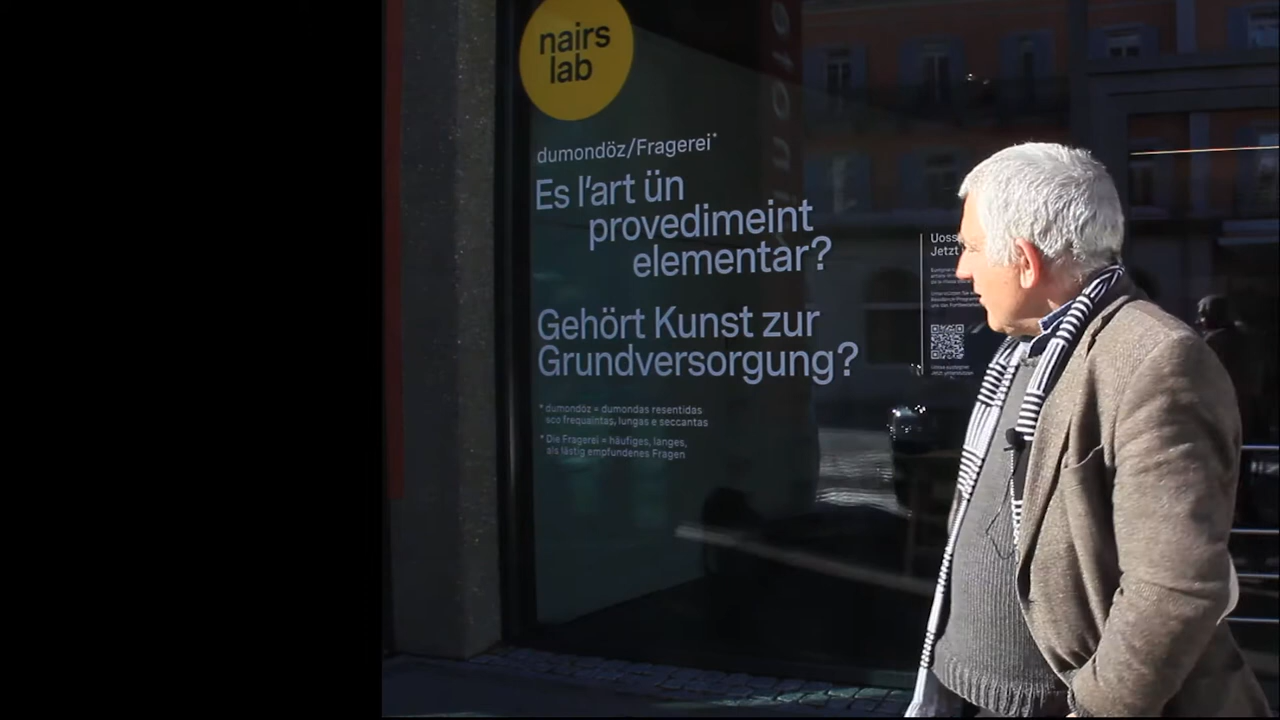 nairs
lab
dumondöz/Fragerei*
Es l'art ün
provedimeint
elementar?
Gehört Kunst zur
Grundversorgung?
* dumondöz = dumondas resentidas
sco frequaintas, lungas e seccantas
* Die Fragerei = häufiges, langes,
als lästig empfundenes Fragen
Jetzt